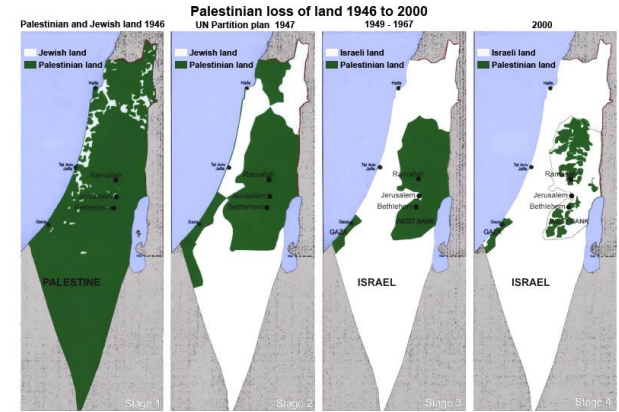 Palestinian loss of land 1946 to 2000
Palestinian and Jewish land 1946
Jewish land
Palestinian land
Haifa
Tel Aviv
Jaffa
Ramallah
Jerusalem
Bethlehem
Gaza
PALESTINE
Stage 1
UN Partition plan 1947
Jewish land
Palestinian land
Haifa
Tel Aviv
Jaffa
Ramallah
Jerusalem
Bethlehem
Gaza
Stage 2
1949 - 1967
Israeli land
Palestinian land
Haifa
Tel Aviv
Jaffa
Ramallah
Jerusalem
Bethlehem
WEST BANK
Gaza
GAZA
ISRAEL
Stage 3
2000
Israeli land
Palestinian land
Haifa
Tel Aviv
Jaffa
Ramallah
Jerusalem
Bethlehem
WEST BANK
Gaza
GAZA
ISRAEL
Stage 4